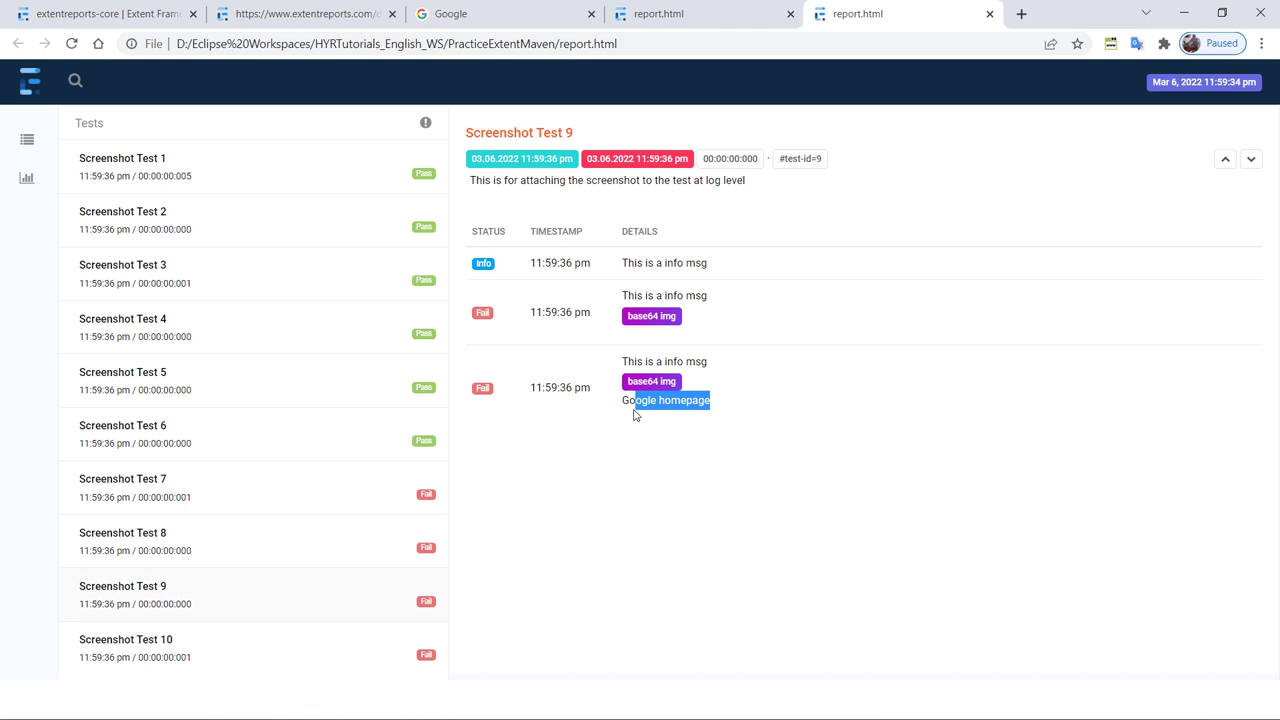 extentreports-core | Extent Frame
https://www.extentreports.com/d
Google
report.html
report.html
File | D:/Eclipse%20Workspaces/HYRTutorials_English_WS/PracticeExtentMaven/report.html
Paused
Mar 6, 2022 11:59:34 pm
Tests
Screenshot Test 1
11:59:36 pm / 00:00:00:005
Pass
Screenshot Test 2
11:59:36 pm / 00:00:00:000
Pass
Screenshot Test 3
11:59:36 pm / 00:00:00:001
Pass
Screenshot Test 4
11:59:36 pm / 00:00:00:000
Pass
Screenshot Test 5
11:59:36 pm / 00:00:00:000
Pass
Screenshot Test 6
11:59:36 pm / 00:00:00:000
Pass
Screenshot Test 7
11:59:36 pm / 00:00:00:001
Fail
Screenshot Test 8
11:59:36 pm / 00:00:00:000
Fail
Screenshot Test 9
11:59:36 pm / 00:00:00:000
Fail
Screenshot Test 10
11:59:36 pm / 00:00:00:001
Fail
Screenshot Test 9
03.06.2022 11:59:36 pm 03.06.2022 11:59:36 pm 00:00:00:000 · #test-id=9
This is for attaching the screenshot to the test at log level
STATUS TIMESTAMP DETAILS
Info 11:59:36 pm This is a info msg
This is a info msg
Fail 11:59:36 pm base64 img
This is a info msg
Fail 11:59:36 pm base64 img
Google homepage